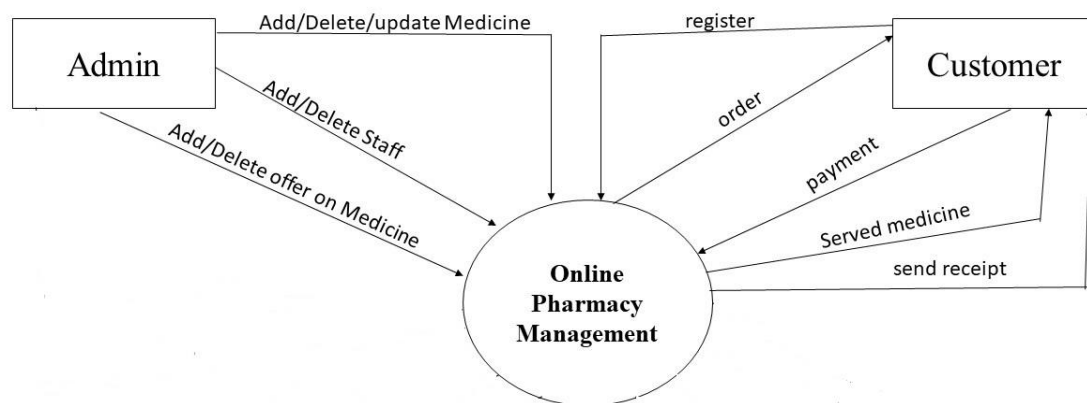 Add/Delete/update Medicine
register
Admin
Customer
Add/Delete Staff
order
Add/Delete offer on Medicine
payment
Served medicine
send receipt
Online
Pharmacy
Management